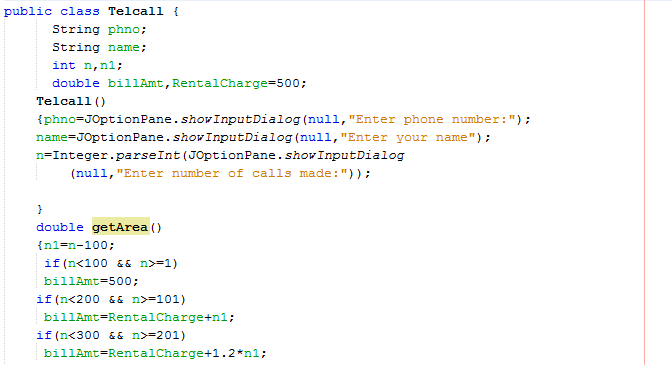 public class Telcall {
String phno;
String name;
int n,n1;
double billAmt,RentalCharge=500;
Telcall()
{phno=JOptionPane.showInputDialog(null,"Enter phone number:");
name=JOptionPane.showInputDialog(null,"Enter your name");
n=Integer.parseInt(JOptionPane.showInputDialog
(null,"Enter number of calls made:"));
}
double getArea()
{n1=n-100;
if(n<100 && n>=1)
billAmt=500;
if(n<200 && n>=101)
billAmt=RentalCharge+n1;
if(n<300 && n>=201)
billAmt=RentalCharge+1.2*n1;